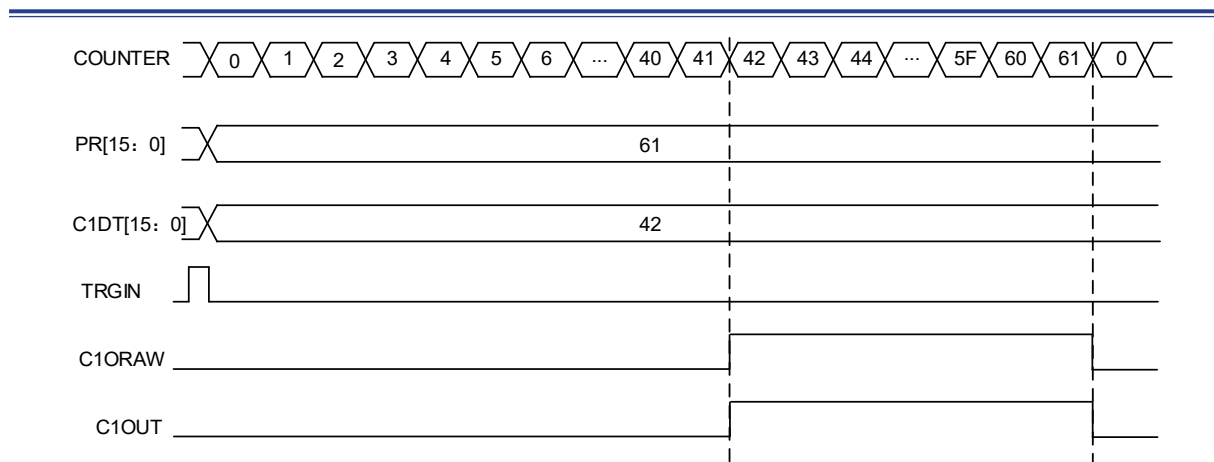 COUNTER 0 1 2 3 4 5 6 ... 40 41 42 43 44 ... 5F 60 61 0
PR[15：0] 61
C1DT[15：0] 42
TRGIN
C1ORAW
C1OUT